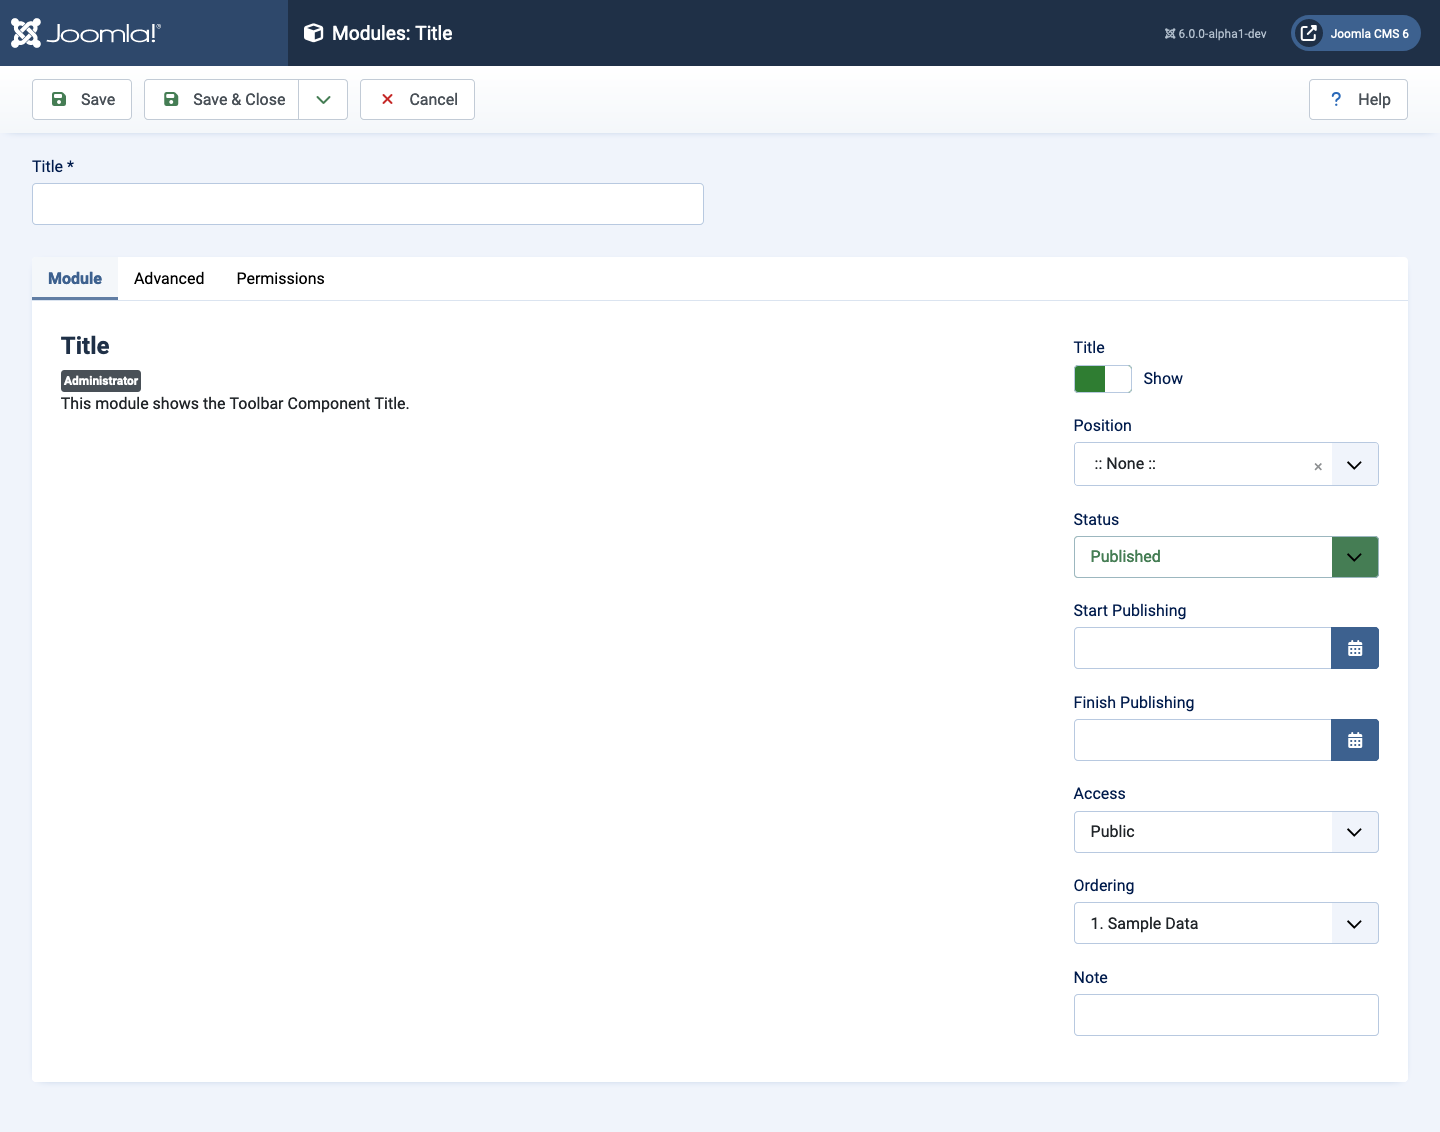 Joomla!®
Modules: Title
6.0.0-alpha1-dev
Joomla CMS 6
Save
Save & Close
Cancel
? Help
Title *
Module
Advanced
Permissions
Title
Administrator
This module shows the Toolbar Component Title.
Title
Show
Position
:: None ::
×
Status
Published
Start Publishing
Finish Publishing
Access
Public
Ordering
1. Sample Data
Note